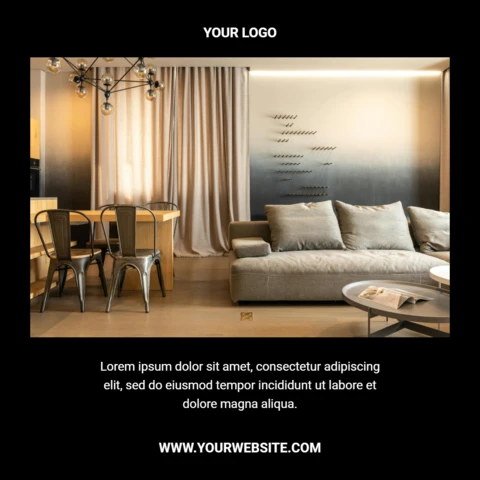 YOUR LOGO
Lorem ipsum dolor sit amet, consectetur adipiscing
elit, sed do eiusmod tempor incididunt ut labore et
dolore magna aliqua.
WWW.YOURWEBSITE.COM